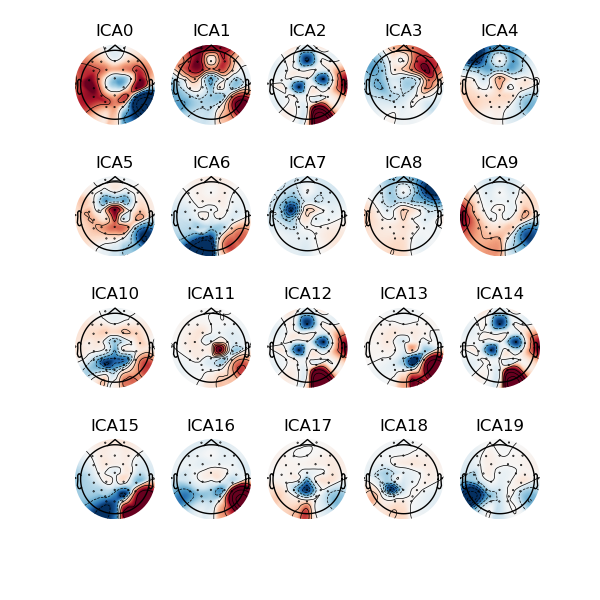 ICA0 ICA1 ICA2 ICA3 ICA4
ICA5 ICA6 ICA7 ICA8 ICA9
ICA10 ICA11 ICA12 ICA13 ICA14
ICA15 ICA16 ICA17 ICA18 ICA19